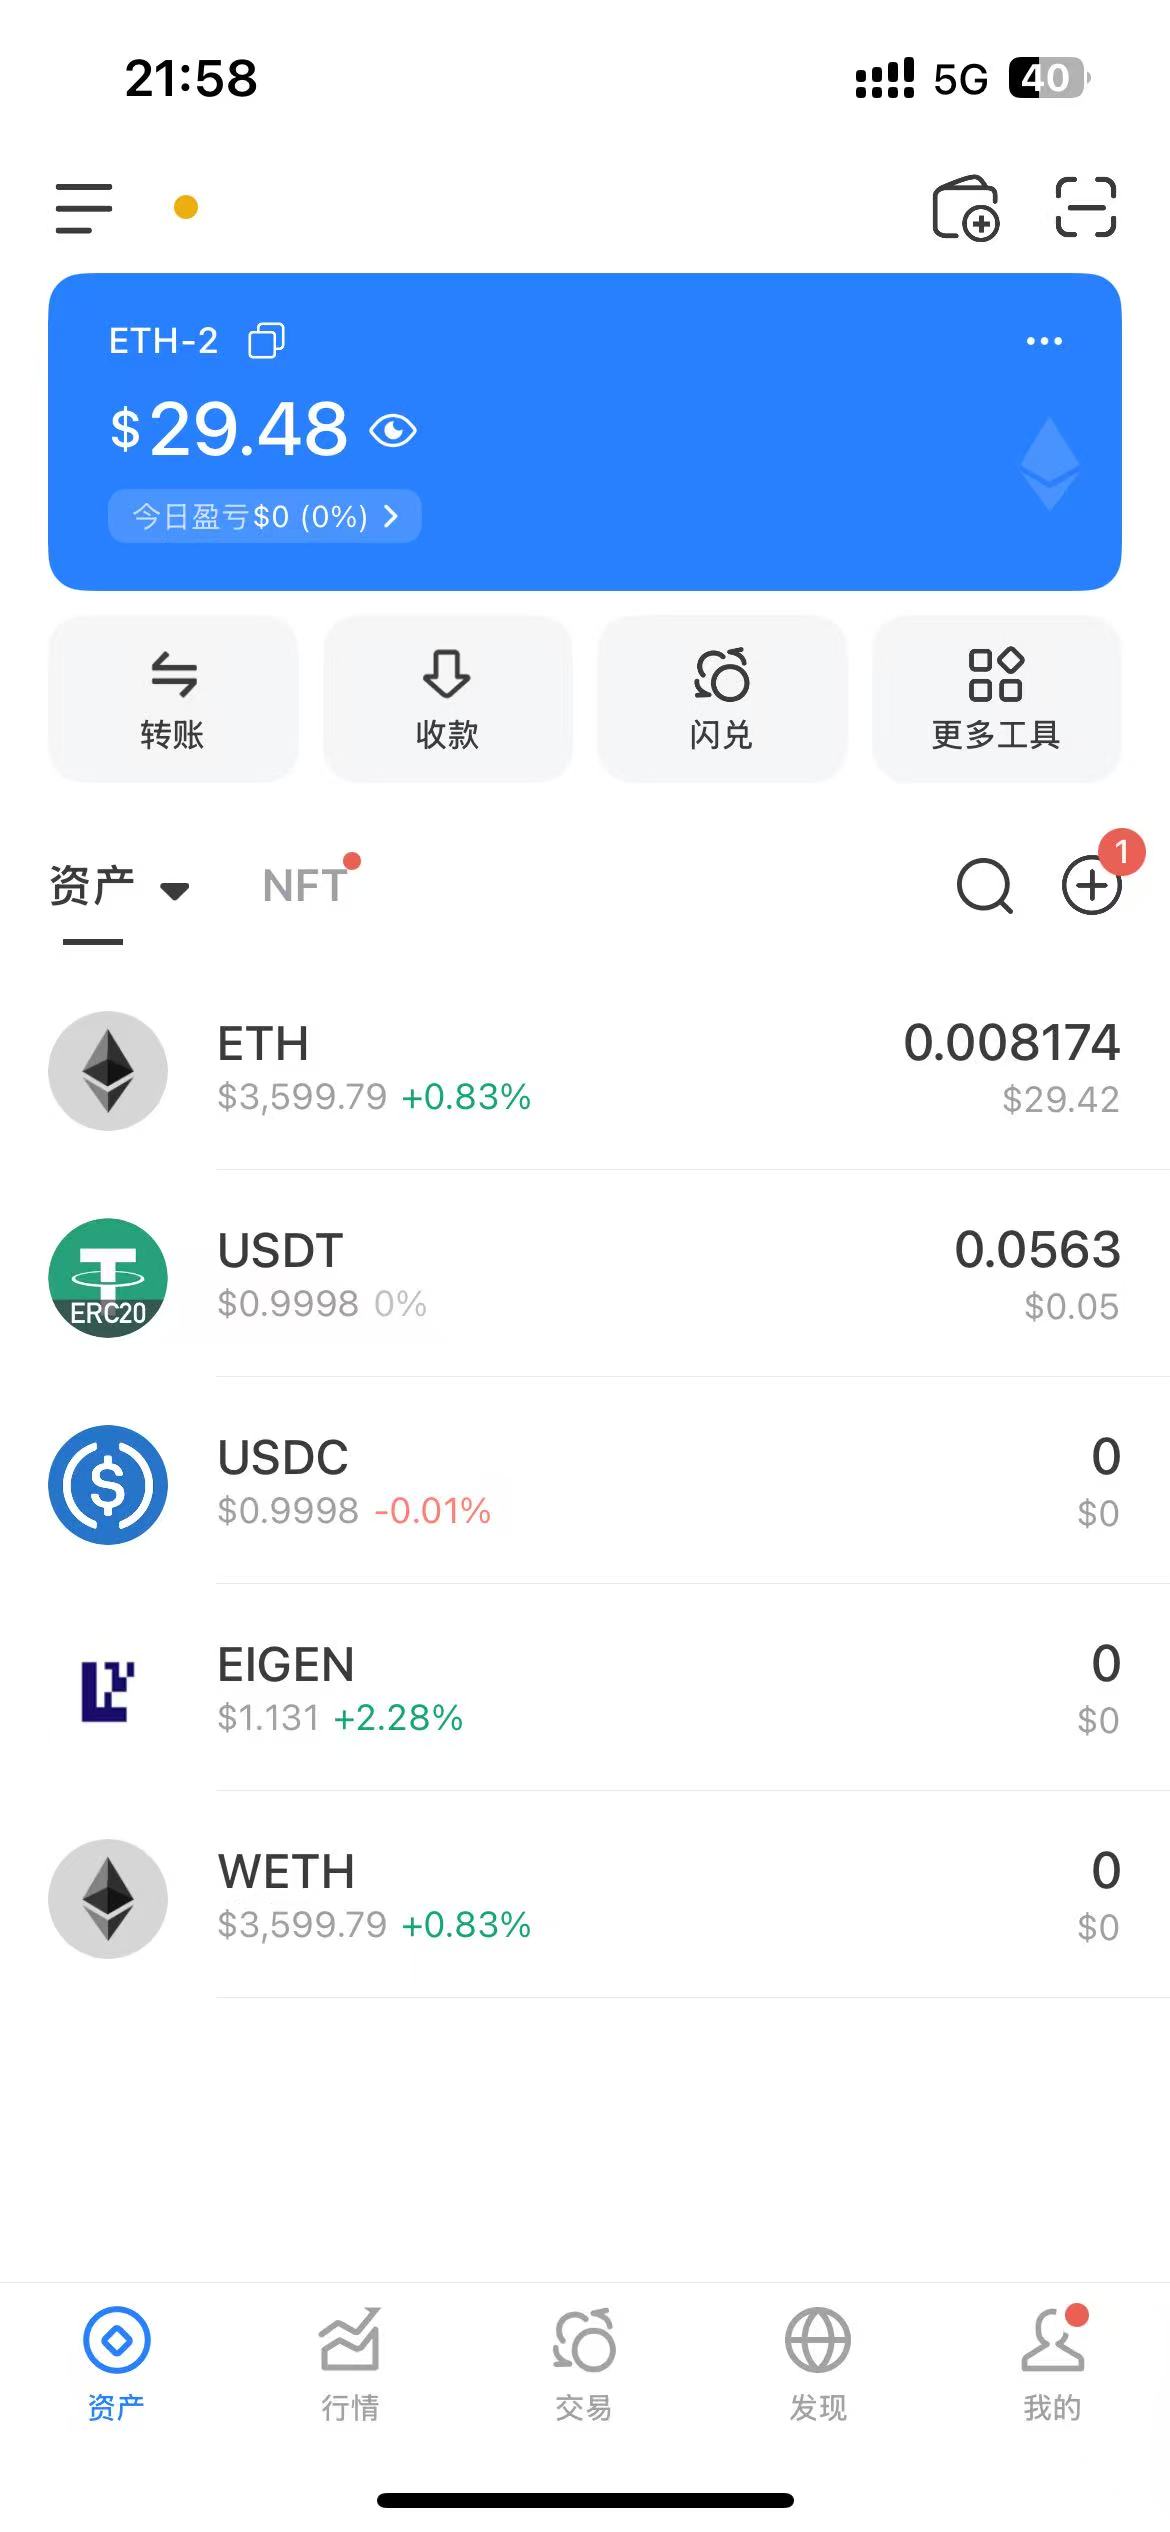 21:58 5G 40
ETH-2
$29.48
今日盈亏$0 (0%)
转账 收款 闪兑 更多工具
资产 NFT 1
ETH 0.008174
$3,599.79 +0.83% $29.42
USDT 0.0563
ERC20 $0.9998 0% $0.05
USDC 0
$0.9998 -0.01% $0
EIGEN 0
$1.131 +2.28% $0
WETH 0
$3,599.79 +0.83% $0
资产 行情 交易 发现 我的